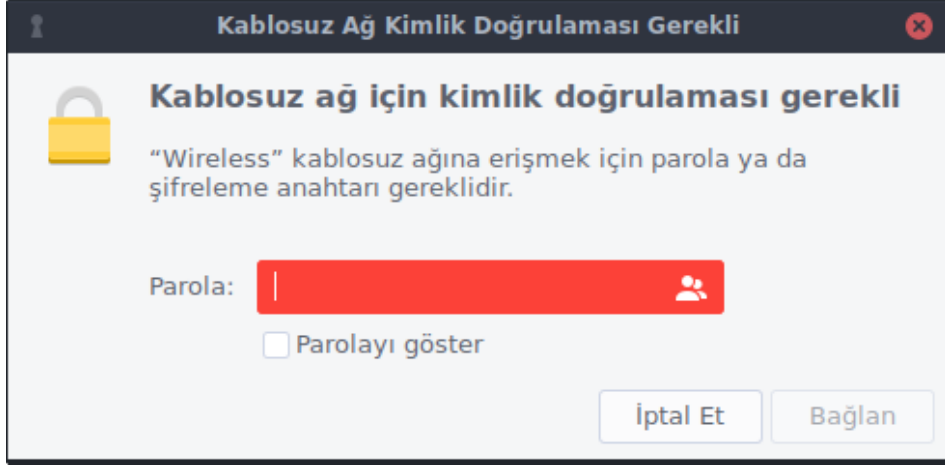 Kablosuz Ağ Kimlik Doğrulaması Gerekli
Kablosuz ağ için kimlik doğrulaması gerekli
“Wireless” kablosuz ağına erişmek için parola ya da
şifreleme anahtarı gereklidir.
Parola:
Parolayı göster
İptal Et
Bağlan